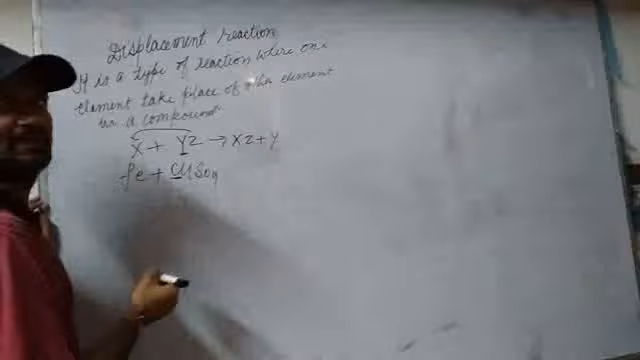 Displacement reaction
It is a type of reaction where one
element take place of other element
in a compound
X + YZ → XZ + Y
Fe + CuSO4